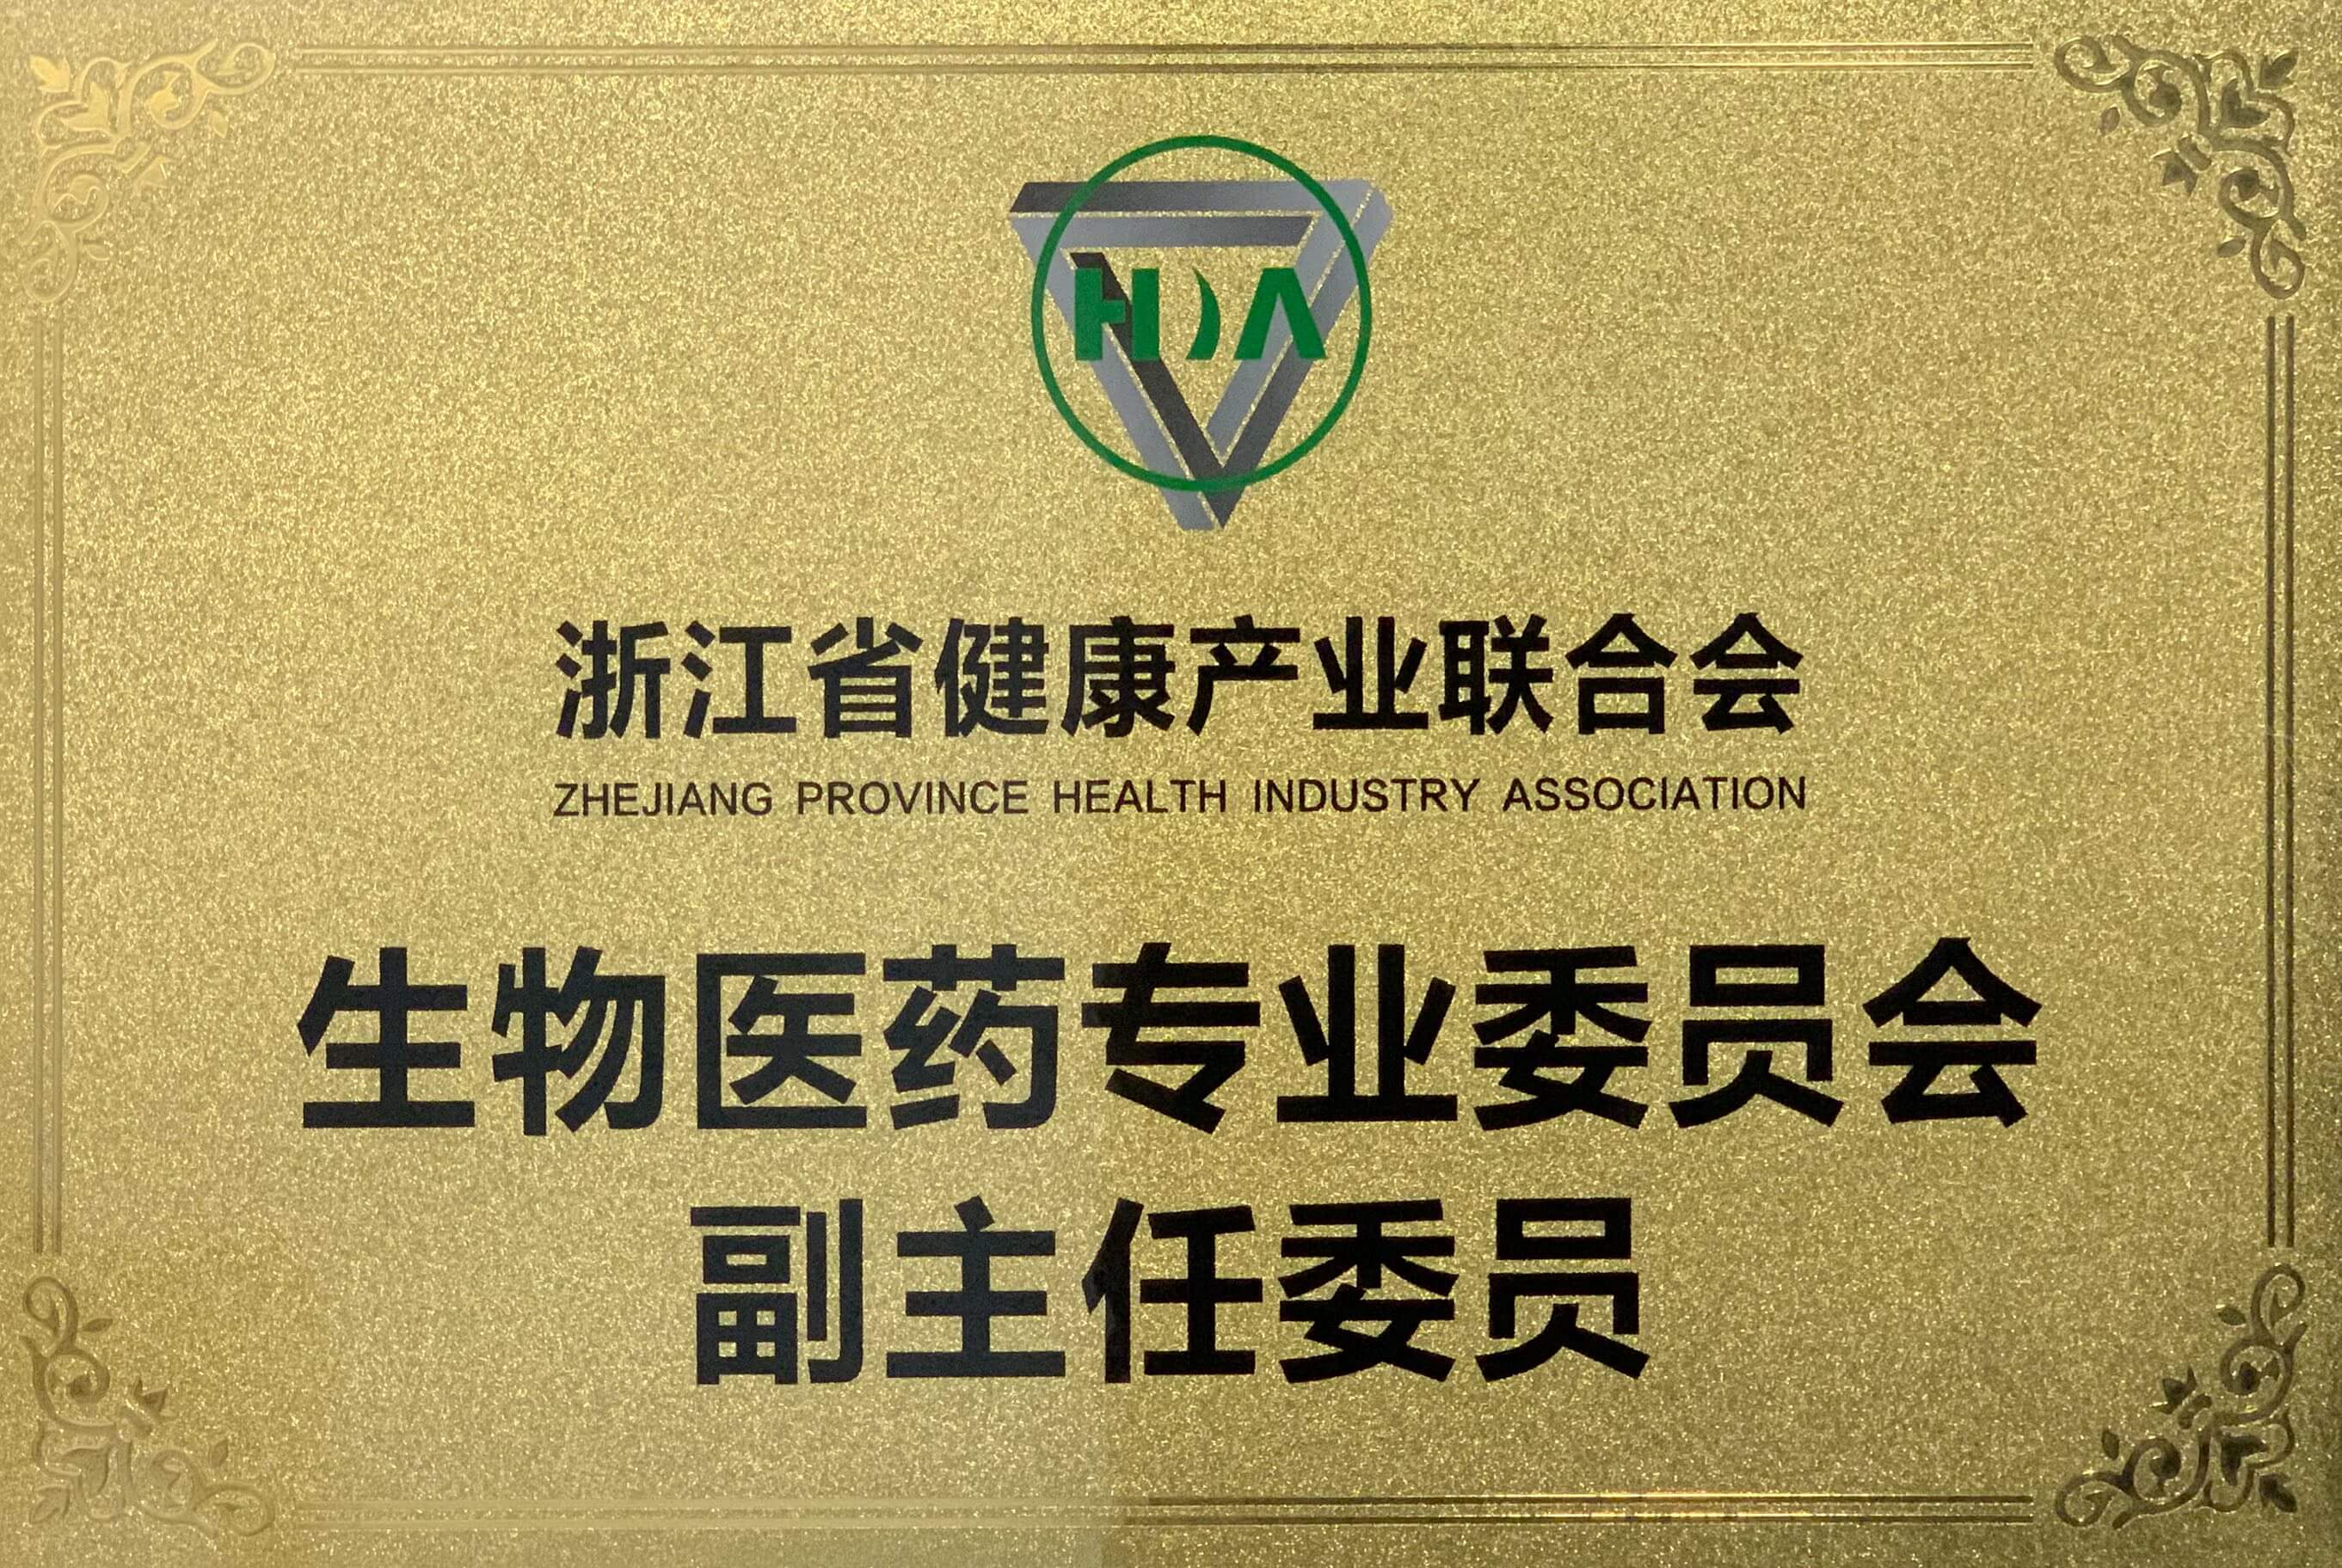 HDA
浙江省健康产业联合会
ZHEJIANG PROVINCE HEALTH INDUSTRY ASSOCIATION
生物医药专业委员会
副主任委员